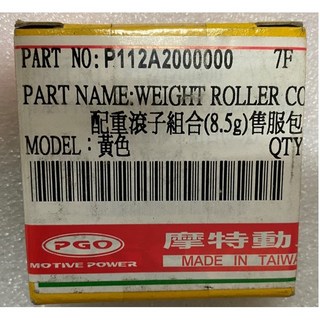 PART NO: P112A2000000 7F
PART NAME:WEIGHT ROLLER CO
配重滾子組合(8.5g)售服包
MODEL: 黃色 QTY
PGO 摩特動
MOTIVE POWER MADE IN TAIWA